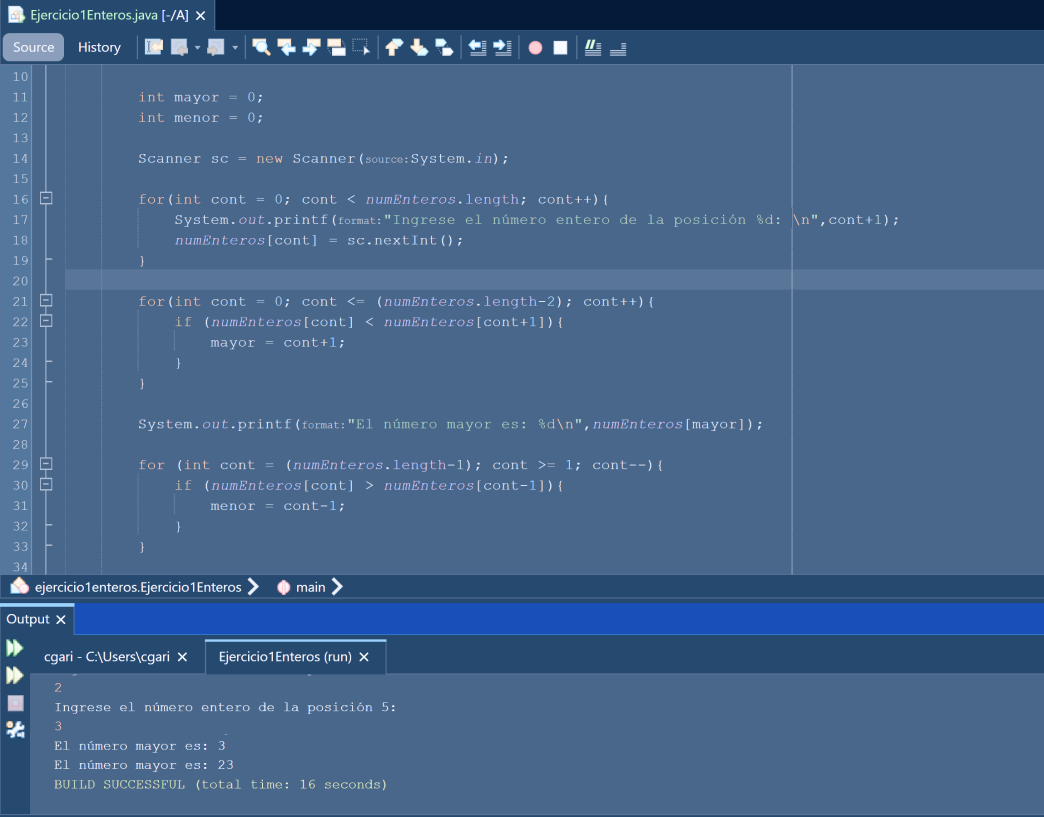 Ejercicio1Enteros.java [-/A] ×
Source History
10
11 int mayor = 0;
12 int menor = 0;
13
14 Scanner sc = new Scanner(source:System.in);
15
16 for(int cont = 0; cont < numEnteros.length; cont++){
17 System.out.printf(format:"Ingrese el número entero de la posición %d: \n",cont+1);
18 numEnteros[cont] = sc.nextInt();
19 }
20
21 for(int cont = 0; cont <= (numEnteros.length-2); cont++){
22 if (numEnteros[cont] < numEnteros[cont+1]){
23 mayor = cont+1;
24 }
25 }
26
27 System.out.printf(format:"El número mayor es: %d\n",numEnteros[mayor]);
28
29 for (int cont = (numEnteros.length-1); cont >= 1; cont--){
30 if (numEnteros[cont] > numEnteros[cont-1]){
31 menor = cont-1;
32 }
33 }
34
ejercicio1enteros.Ejercicio1Enteros main
Output ×
cgari - C:\Users\cgari × Ejercicio1Enteros (run) ×
2
Ingrese el número entero de la posición 5:
3
El número mayor es: 3
El número mayor es: 23
BUILD SUCCESSFUL (total time: 16 seconds)